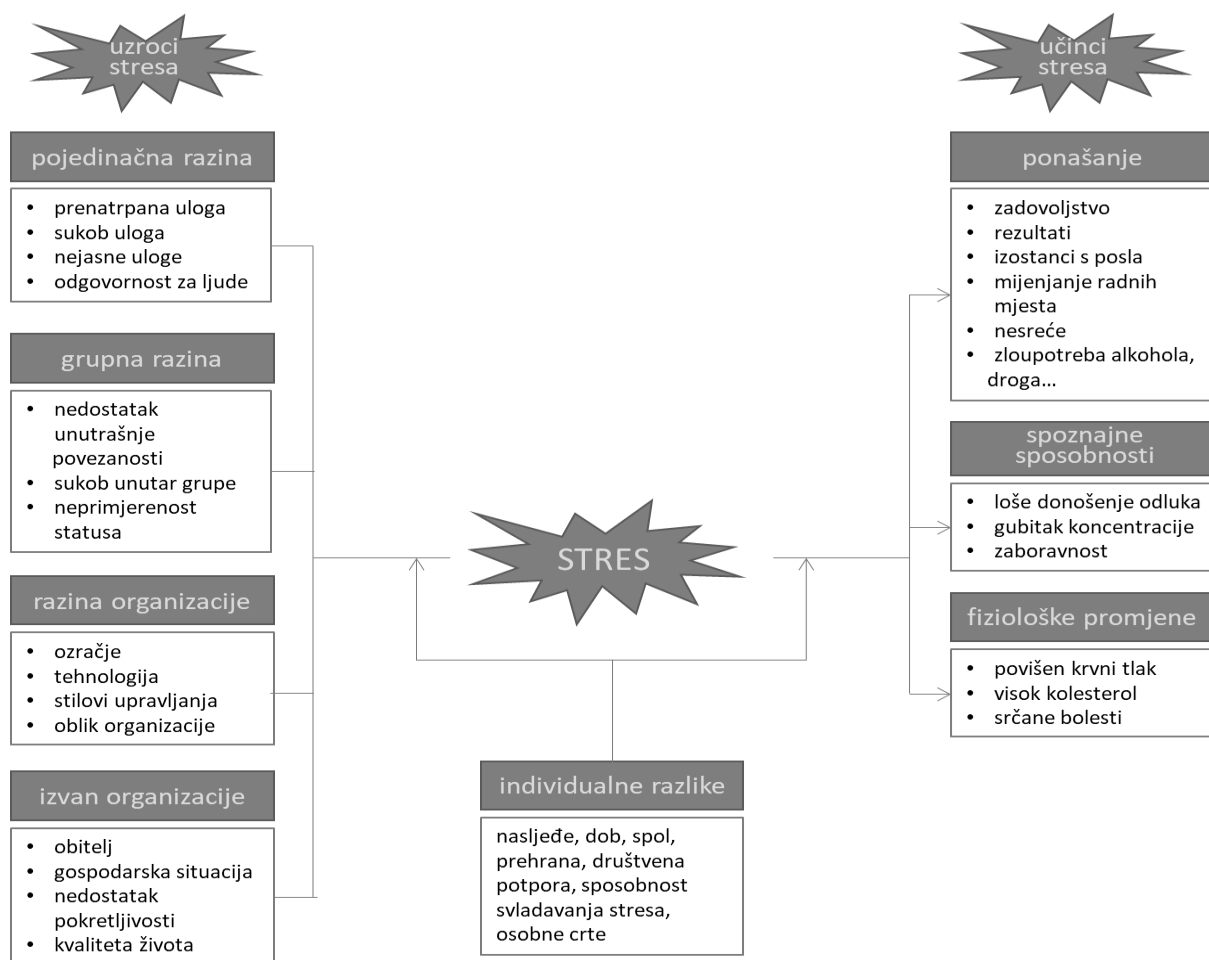 uzroci
stresa
pojedinačna razina
• prenatrpana uloga
• sukob uloga
• nejasne uloge
• odgovornost za ljude
grupna razina
• nedostatak
unutrašnje
povezanosti
• sukob unutar grupe
• neprimjerenost
statusa
razina organizacije
• ozračje
• tehnologija
• stilovi upravljanja
• oblik organizacije
izvan organizacije
• obitelj
• gospodarska situacija
• nedostatak
pokretljivosti
• kvaliteta života
STRES
individualne razlike
nasljeđe, dob, spol,
prehrana, društvena
potpora, sposobnost
svladavanja stresa,
osobne crte
učinci
stresa
ponašanje
• zadovoljstvo
• rezultati
• izostanci s posla
• mijenjanje radnih
mjesta
• nesreće
• zloupotreba alkohola,
droga...
spoznajne
sposobnosti
• loše donošenje odluka
• gubitak koncentracije
• zaboravnost
fiziološke promjene
• povišen krvni tlak
• visok kolesterol
• srčane bolesti